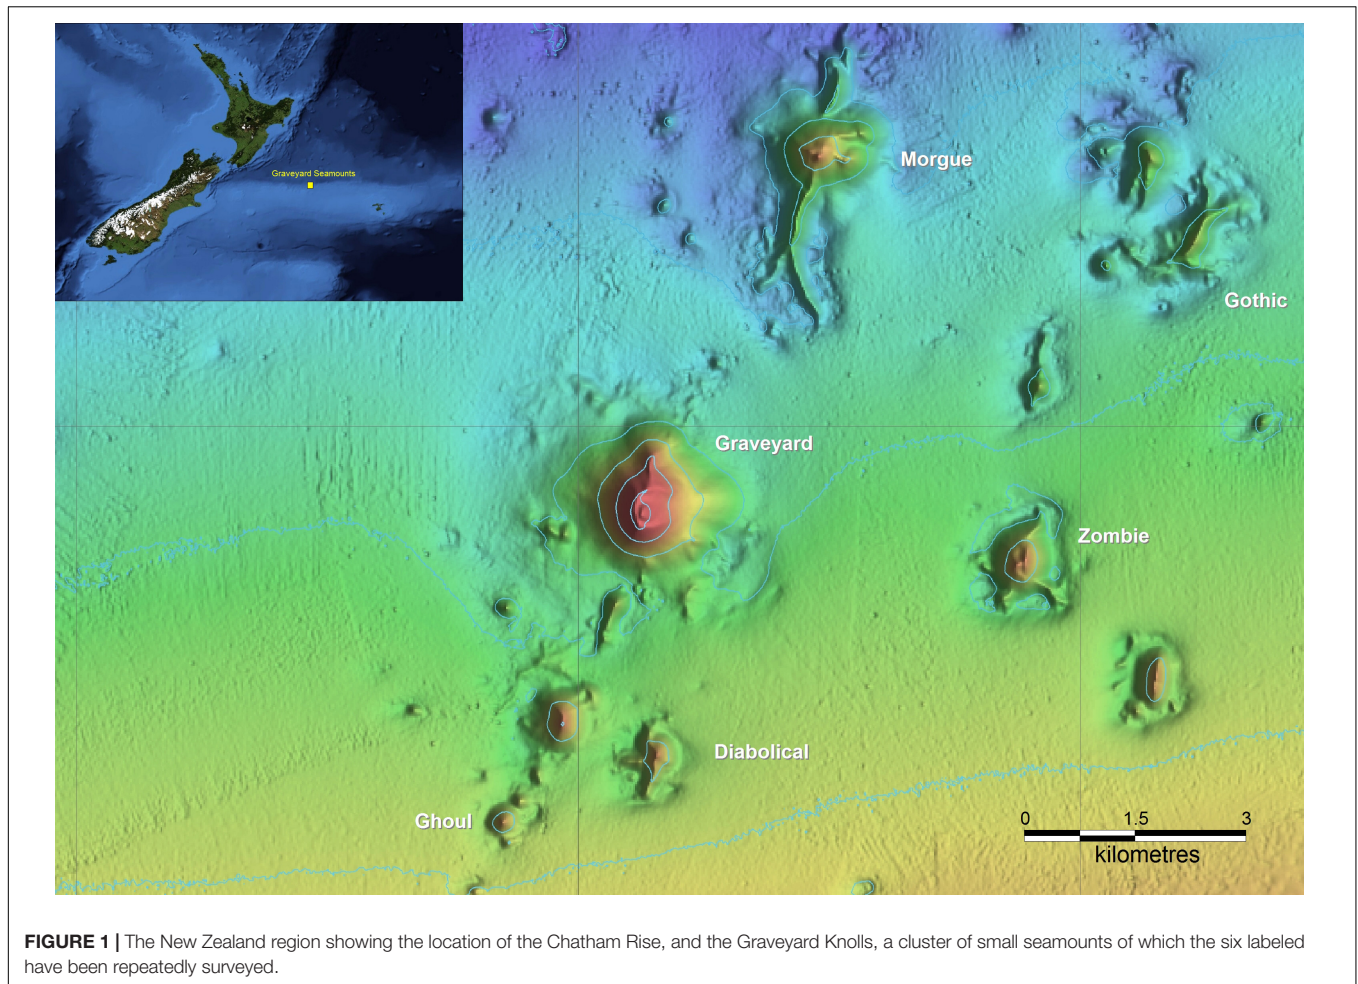 Graveyard Seamounts
Morgue
Gothic
Graveyard
Zombie
Diabolical
Ghoul
0 1.5 3
kilometres
FIGURE 1 | The New Zealand region showing the location of the Chatham Rise, and the Graveyard Knolls, a cluster of small seamounts of which the six labeled
have been repeatedly surveyed.